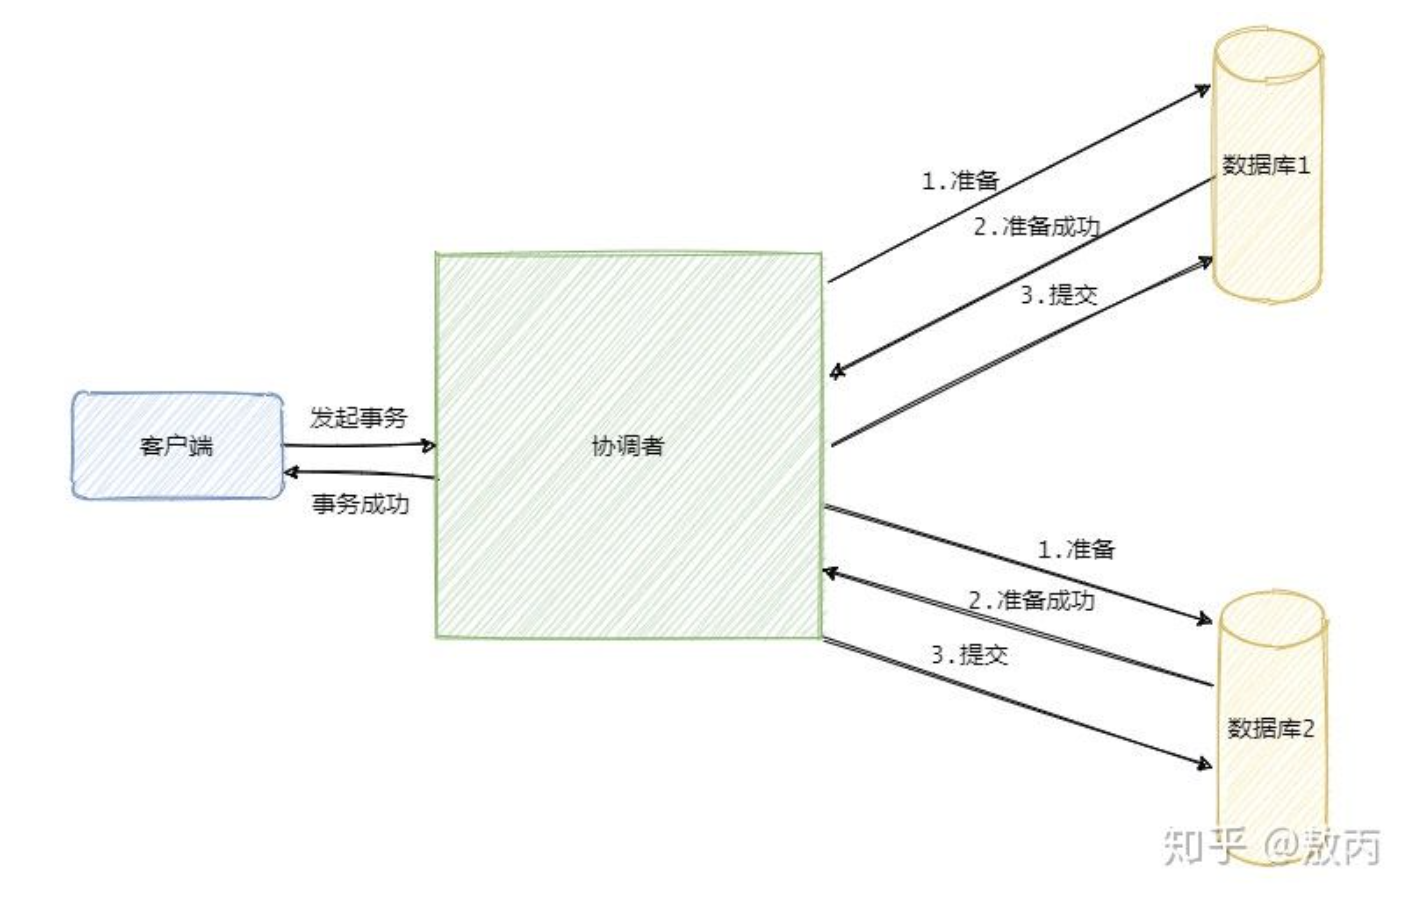 数据库1
1.准备
2.准备成功
3.提交
发起事务
客户端
协调者
事务成功
1.准备
2.准备成功
3.提交
数据库2
知乎 @敖丙